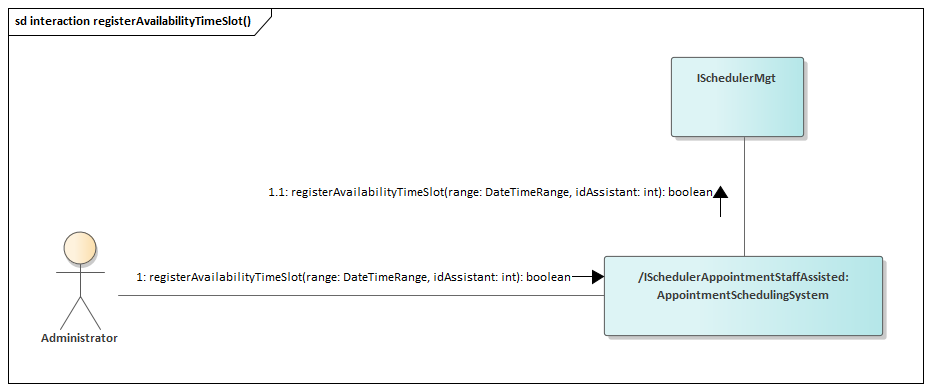 sd interaction registerAvailabilityTimeSlot()
ISchedulerMgt
1.1: registerAvailabilityTimeSlot(range: DateTimeRange, idAssistant: int): boolean
1: registerAvailabilityTimeSlot(range: DateTimeRange, idAssistant: int): boolean
/ISchedulerAppointmentStaffAssisted:
AppointmentSchedulingSystem
Administrator